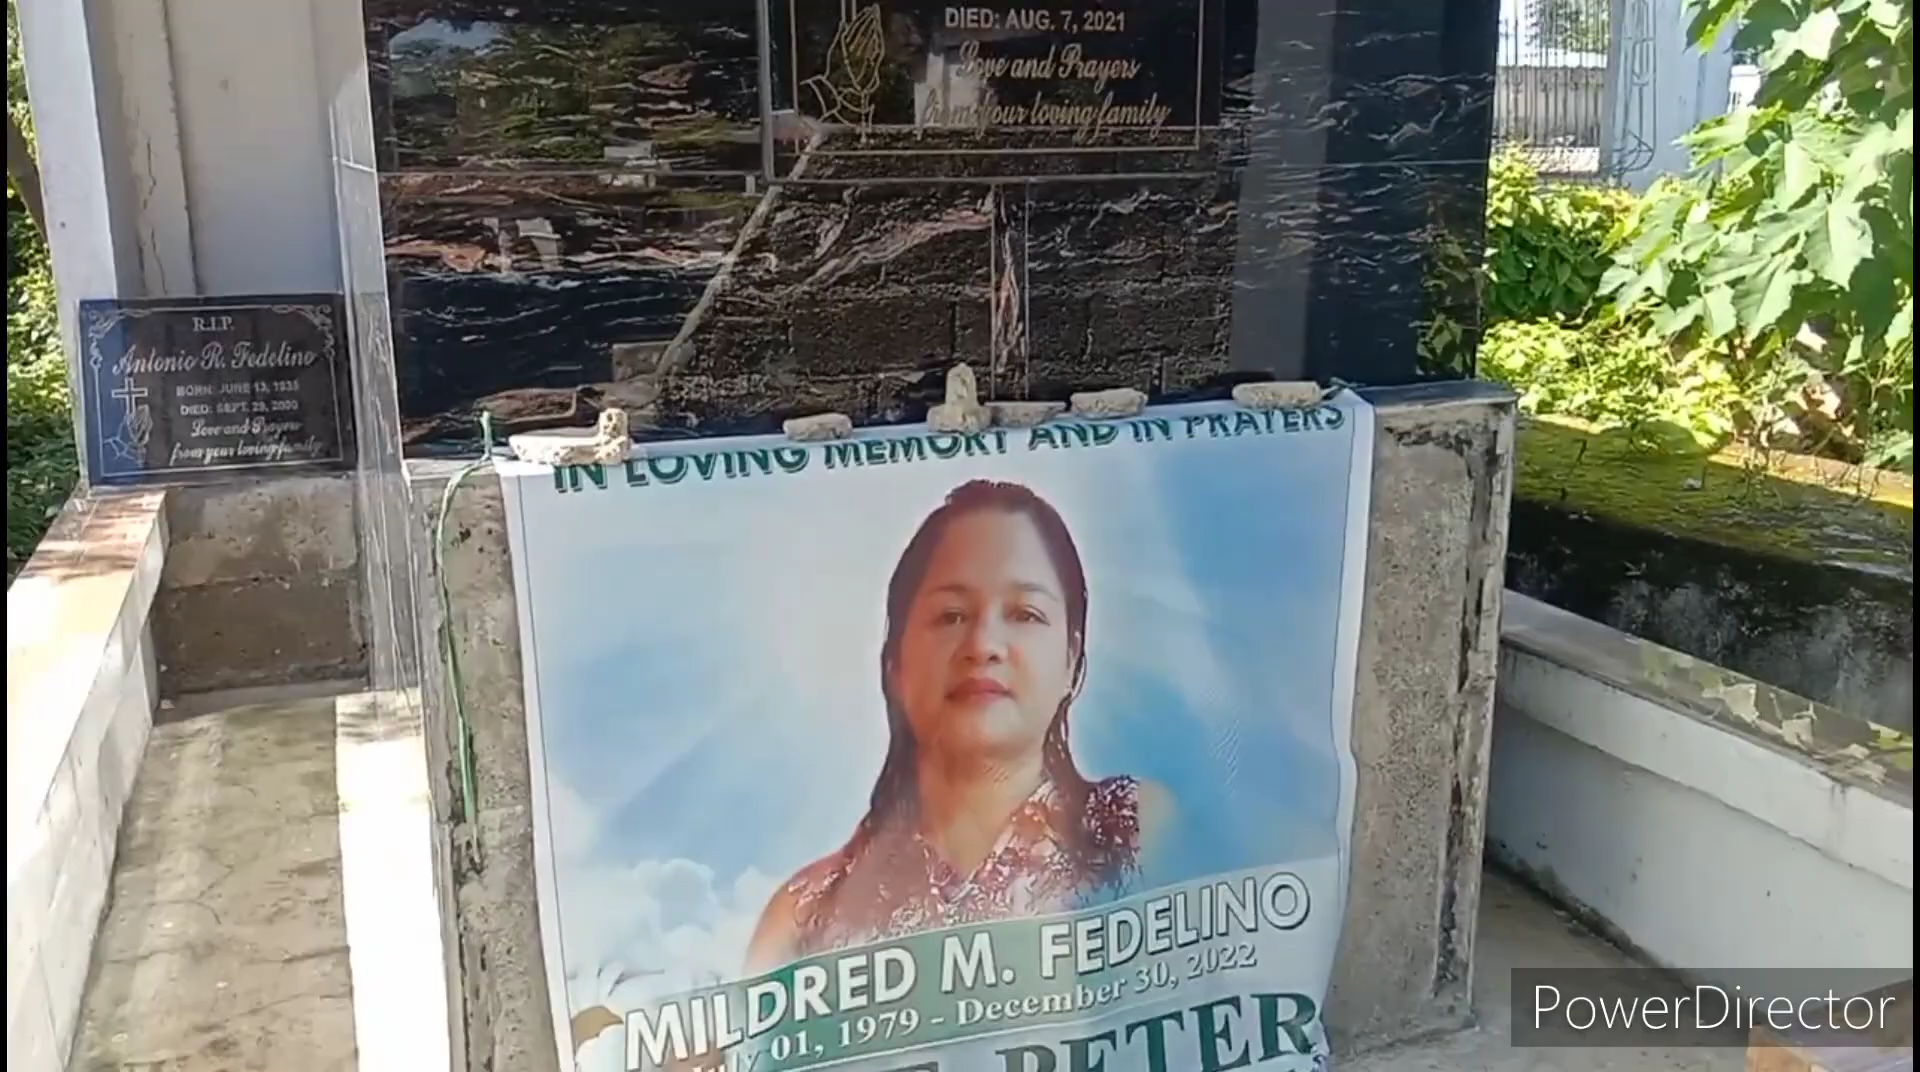 DIED: AUG. 7, 2021
Love and Prayers
from your loving family
R.I.P.
Antonio R. Fedelino
BORN: JUNE 13, 1935
DIED: SEPT. 29, 2000
Love and Prayers
from your loving family
IN LOVING MEMORY AND IN PRAYERS
MILDRED M. FEDELINO
01, 1979 - December 30, 2022
PETER
PowerDirector